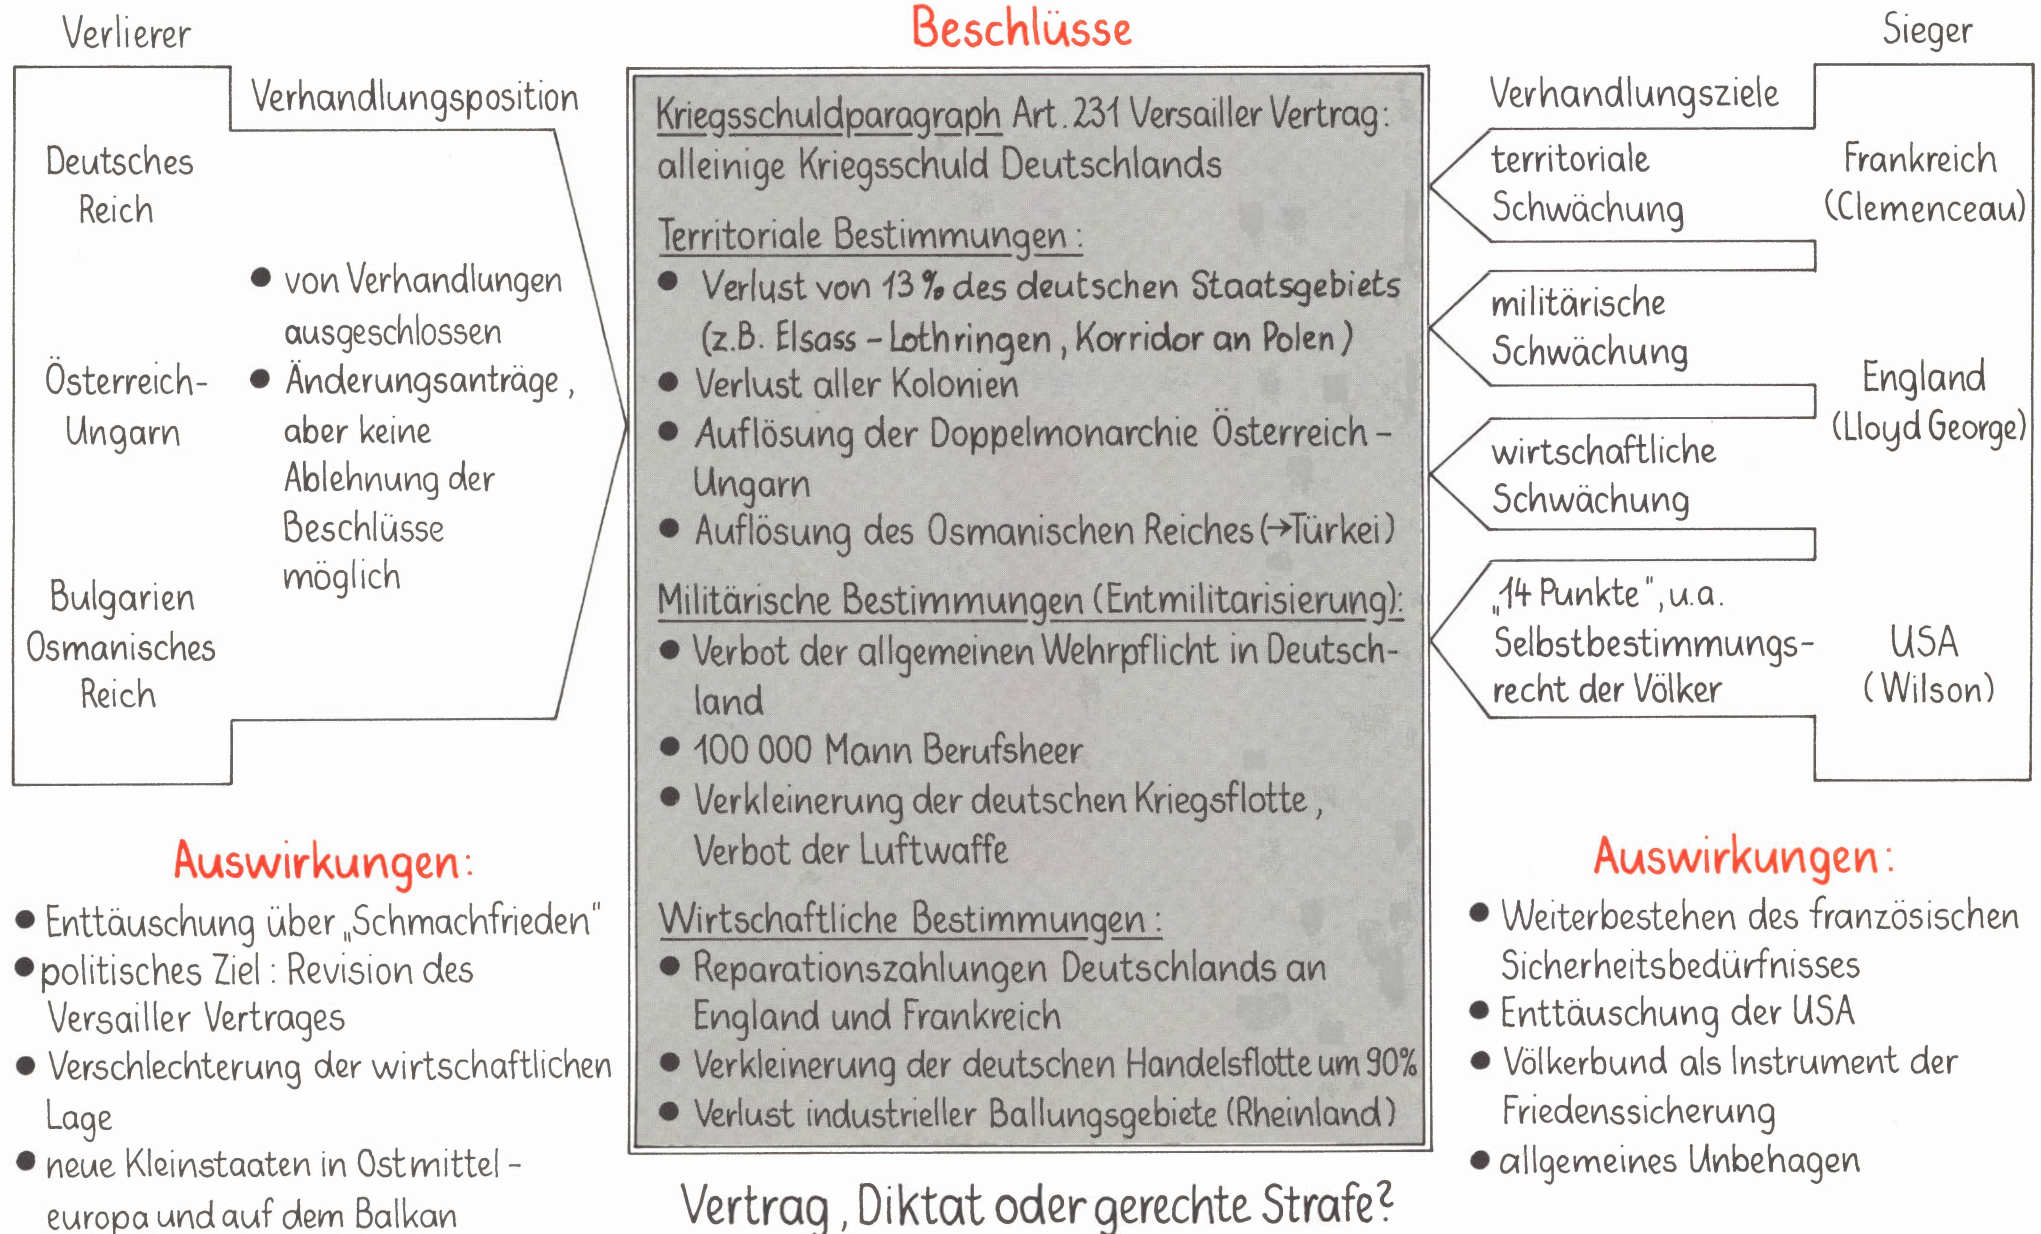 Verlierer
Deutsches
Reich
Österreich-
Ungarn
Bulgarien
Osmanisches
Reich
Verhandlungsposition
● von Verhandlungen
ausgeschlossen
● Änderungsanträge,
aber keine
Ablehnung der
Beschlüsse
möglich
Auswirkungen:
● Enttäuschung über „Schmachfrieden"
● politisches Ziel: Revision des
Versailler Vertrages
● Verschlechterung der wirtschaftlichen
Lage
● neue Kleinstaaten in Ostmittel-
europa und auf dem Balkan
Beschlüsse
Kriegsschuldparagraph Art. 231 Versailler Vertrag:
alleinige Kriegsschuld Deutschlands
Territoriale Bestimmungen:
● Verlust von 13% des deutschen Staatsgebiets
(z.B. Elsass-Lothringen, Korridor an Polen)
● Verlust aller Kolonien
● Auflösung der Doppelmonarchie Österreich-
Ungarn
● Auflösung des Osmanischen Reiches (→Türkei)
Militärische Bestimmungen (Entmilitarisierung):
● Verbot der allgemeinen Wehrpflicht in Deutsch-
land
● 100 000 Mann Berufsheer
● Verkleinerung der deutschen Kriegsflotte,
Verbot der Luftwaffe
Wirtschaftliche Bestimmungen:
● Reparationszahlungen Deutschlands an
England und Frankreich
● Verkleinerung der deutschen Handelsflotte um 90%
● Verlust industrieller Ballungsgebiete (Rheinland)
Vertrag, Diktat oder gerechte Strafe?
Sieger
Verhandlungsziele
territoriale
Schwächung
militärische
Schwächung
wirtschaftliche
Schwächung
„14 Punkte", u.a.
Selbstbestimmungs-
recht der Völker
Frankreich
(Clemenceau)
England
(Lloyd George)
USA
(Wilson)
Auswirkungen:
● Weiterbestehen des französischen
Sicherheitsbedürfnisses
● Enttäuschung der USA
● Völkerbund als Instrument der
Friedenssicherung
● allgemeines Unbehagen